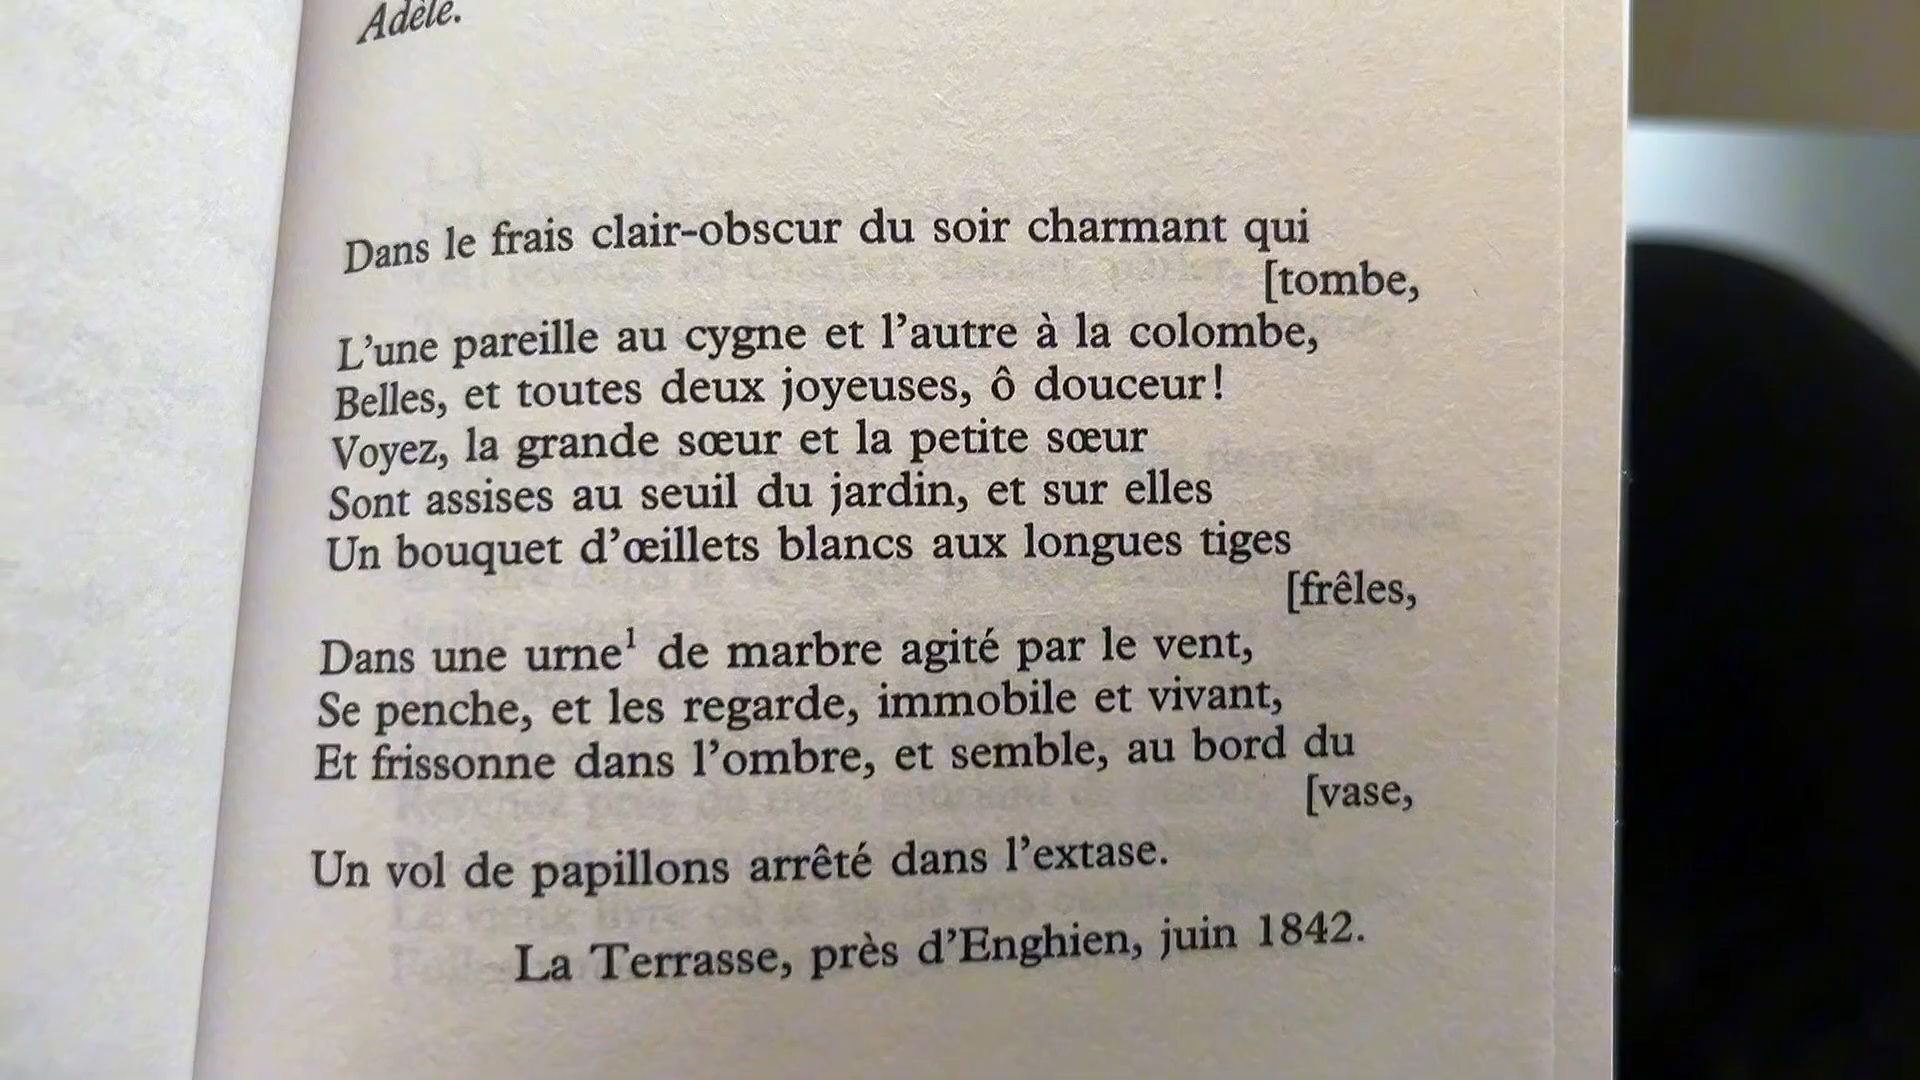 Adèle.
Dans le frais clair-obscur du soir charmant qui
[tombe,
L'une pareille au cygne et l'autre à la colombe,
Belles, et toutes deux joyeuses, ô douceur!
Voyez, la grande sœur et la petite sœur
Sont assises au seuil du jardin, et sur elles
Un bouquet d'œillets blancs aux longues tiges
[frêles,
Dans une urne¹ de marbre agité par le vent,
Se penche, et les regarde, immobile et vivant,
Et frissonne dans l'ombre, et semble, au bord du
[vase,
Un vol de papillons arrêté dans l'extase.
La Terrasse, près d'Enghien, juin 1842.